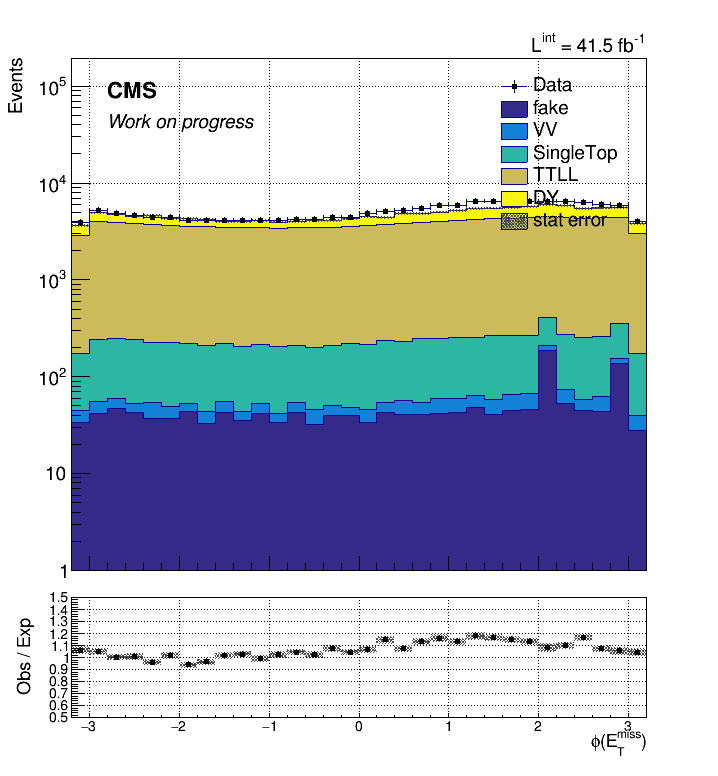 L^int = 41.5 fb^-1
Events
CMS
Work on progress
Data
fake
VV
SingleTop
TTLL
DY
stat error
10^5
10^4
10^3
10^2
10
1
Obs / Exp
1.5
1.4
1.3
1.2
1.1
1
0.9
0.8
0.7
0.6
0.5
−3 −2 −1 0 1 2 3
ϕ(E_T^miss)